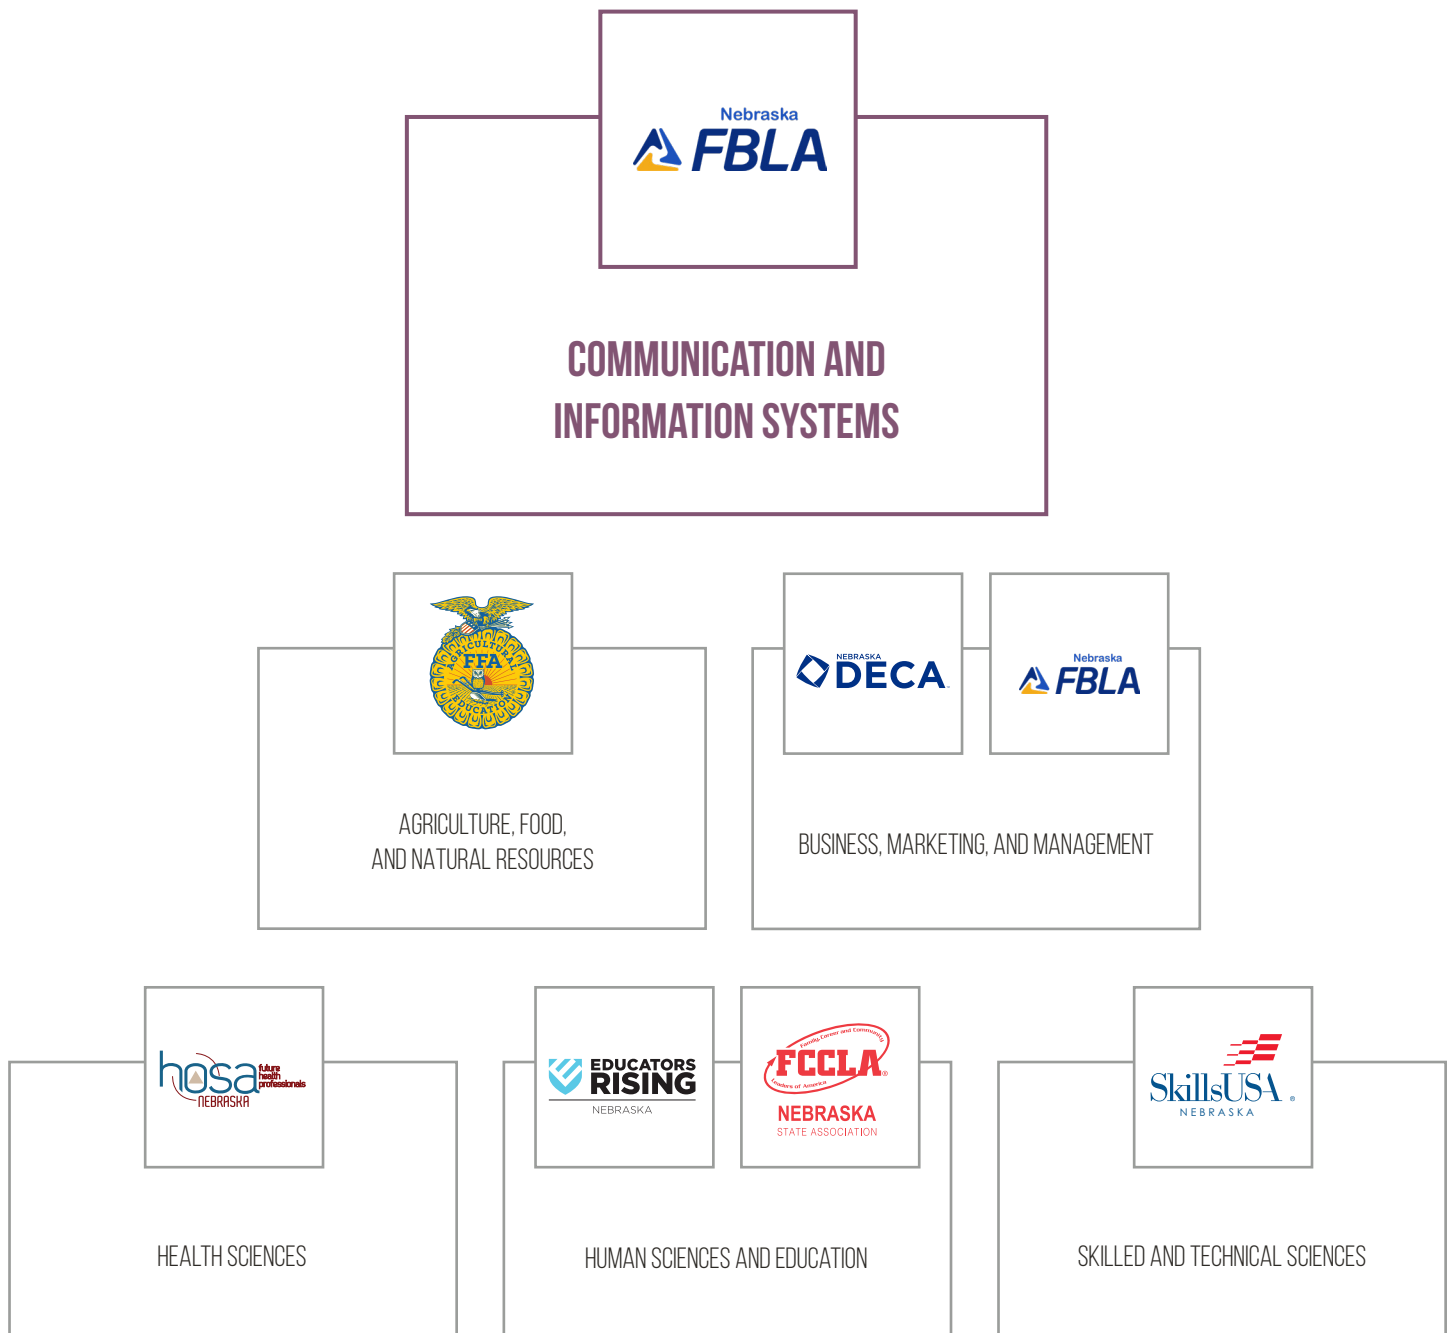 Nebraska
FBLA
COMMUNICATION AND
INFORMATION SYSTEMS
AGRICULTURAL
FFA
EDUCATION
AGRICULTURE, FOOD,
AND NATURAL RESOURCES
NEBRASKA
DECA
Nebraska
FBLA
BUSINESS, MARKETING, AND MANAGEMENT
hosa future
health
professionals
NEBRASKA
HEALTH SCIENCES
EDUCATORS
RISING
NEBRASKA
Family, Career and Community
FCCLA®
Leaders of America
NEBRASKA
STATE ASSOCIATION
HUMAN SCIENCES AND EDUCATION
SkillsUSA®
NEBRASKA
SKILLED AND TECHNICAL SCIENCES